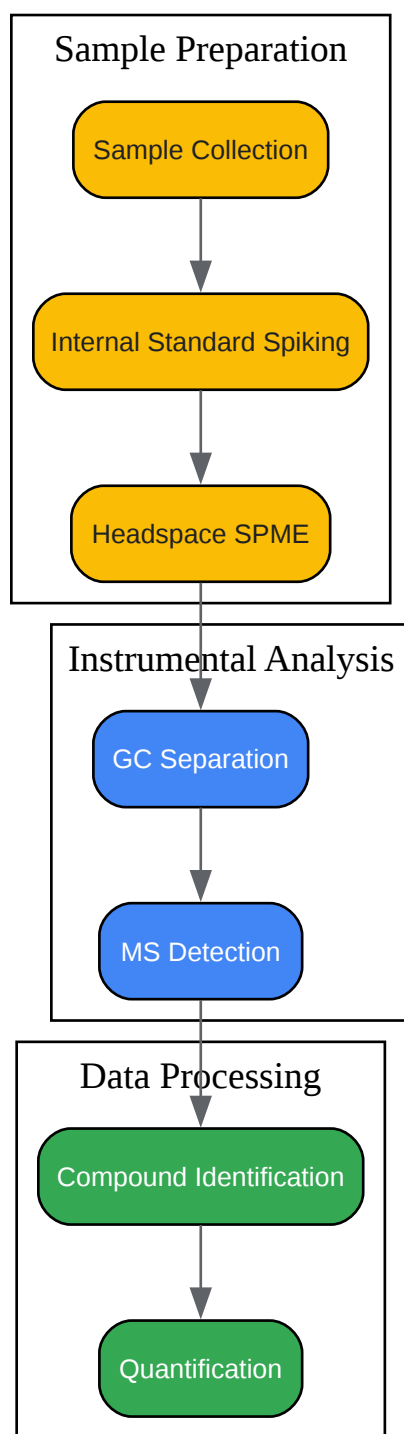 Sample Preparation
Sample Collection
Internal Standard Spiking
Headspace SPME
Instrumental Analysis
GC Separation
MS Detection
Data Processing
Compound Identification
Quantification